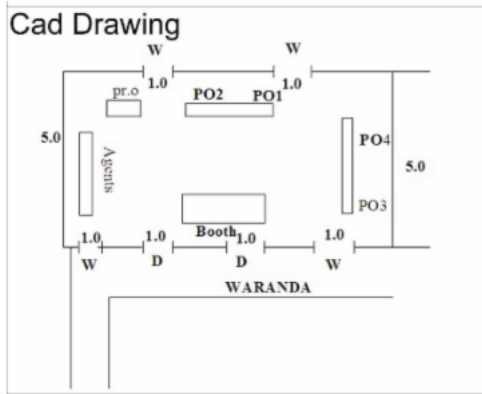 Cad Drawing
W W
1.0 1.0
pr.o PO2 PO1
5.0 PO4
Agents 5.0
PO3
Booth
1.0 1.0 1.0 1.0
W D D W
WARANDA